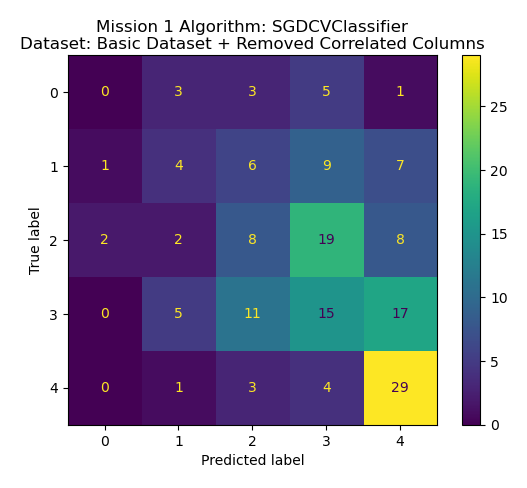 Mission 1 Algorithm: SGDCVClassifier
Dataset: Basic Dataset + Removed Correlated Columns
0 0 3 3 5 1
1 1 4 6 9 7
2 2 2 8 19 8
3 0 5 11 15 17
4 0 1 3 4 29
0 1 2 3 4
True label
Predicted label
25
20
15
10
5
0